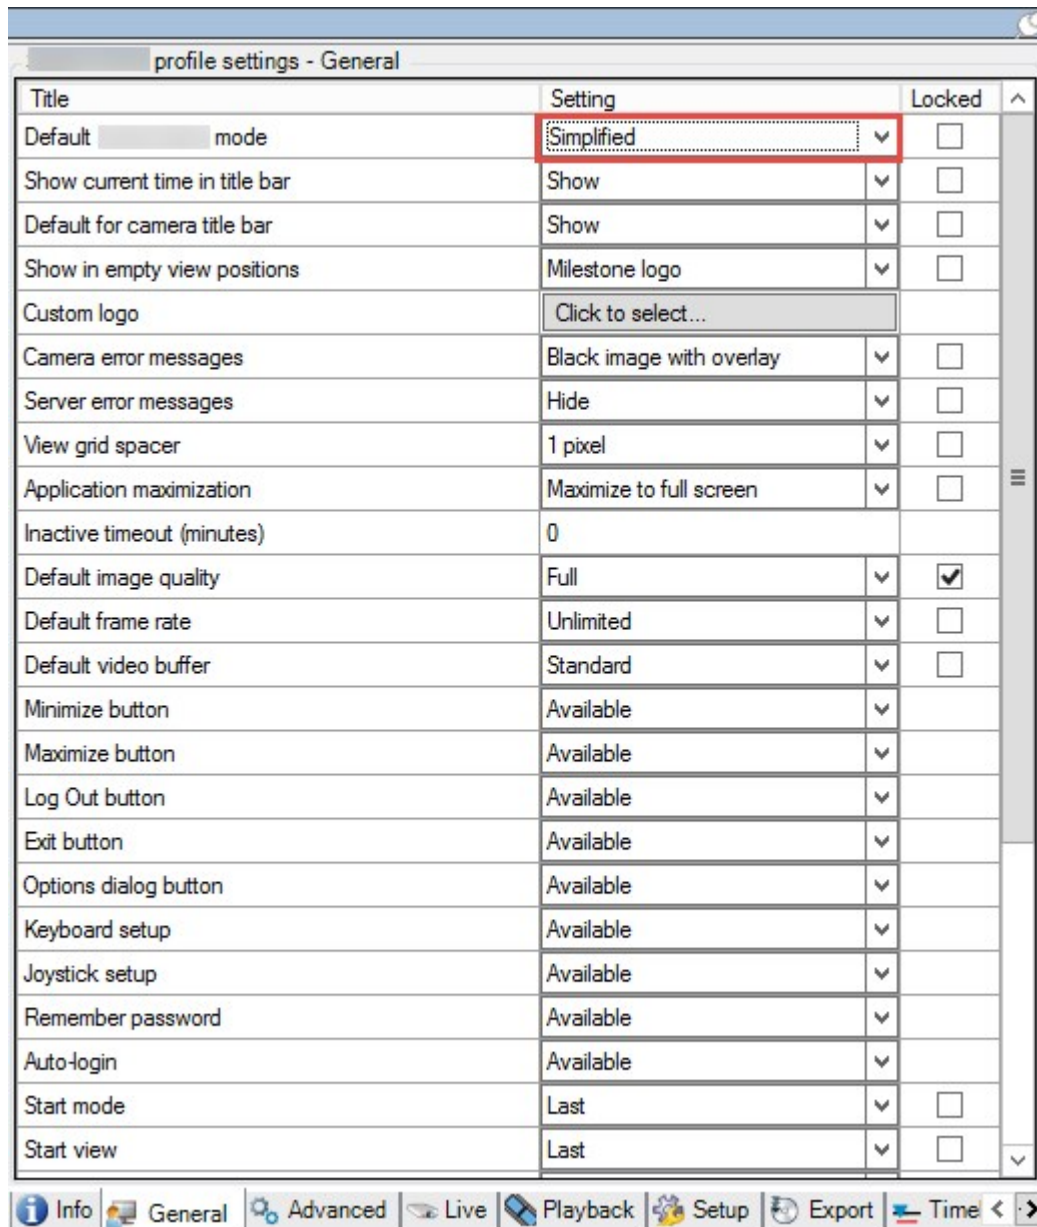 profile settings - General
Title Setting Locked
Default mode Simplified
Show current time in title bar Show
Default for camera title bar Show
Show in empty view positions Milestone logo
Custom logo Click to select...
Camera error messages Black image with overlay
Server error messages Hide
View grid spacer 1 pixel
Application maximization Maximize to full screen
Inactive timeout (minutes) 0
Default image quality Full
Default frame rate Unlimited
Default video buffer Standard
Minimize button Available
Maximize button Available
Log Out button Available
Exit button Available
Options dialog button Available
Keyboard setup Available
Joystick setup Available
Remember password Available
Auto-login Available
Start mode Last
Start view Last
Info General Advanced Live Playback Setup Export Timel